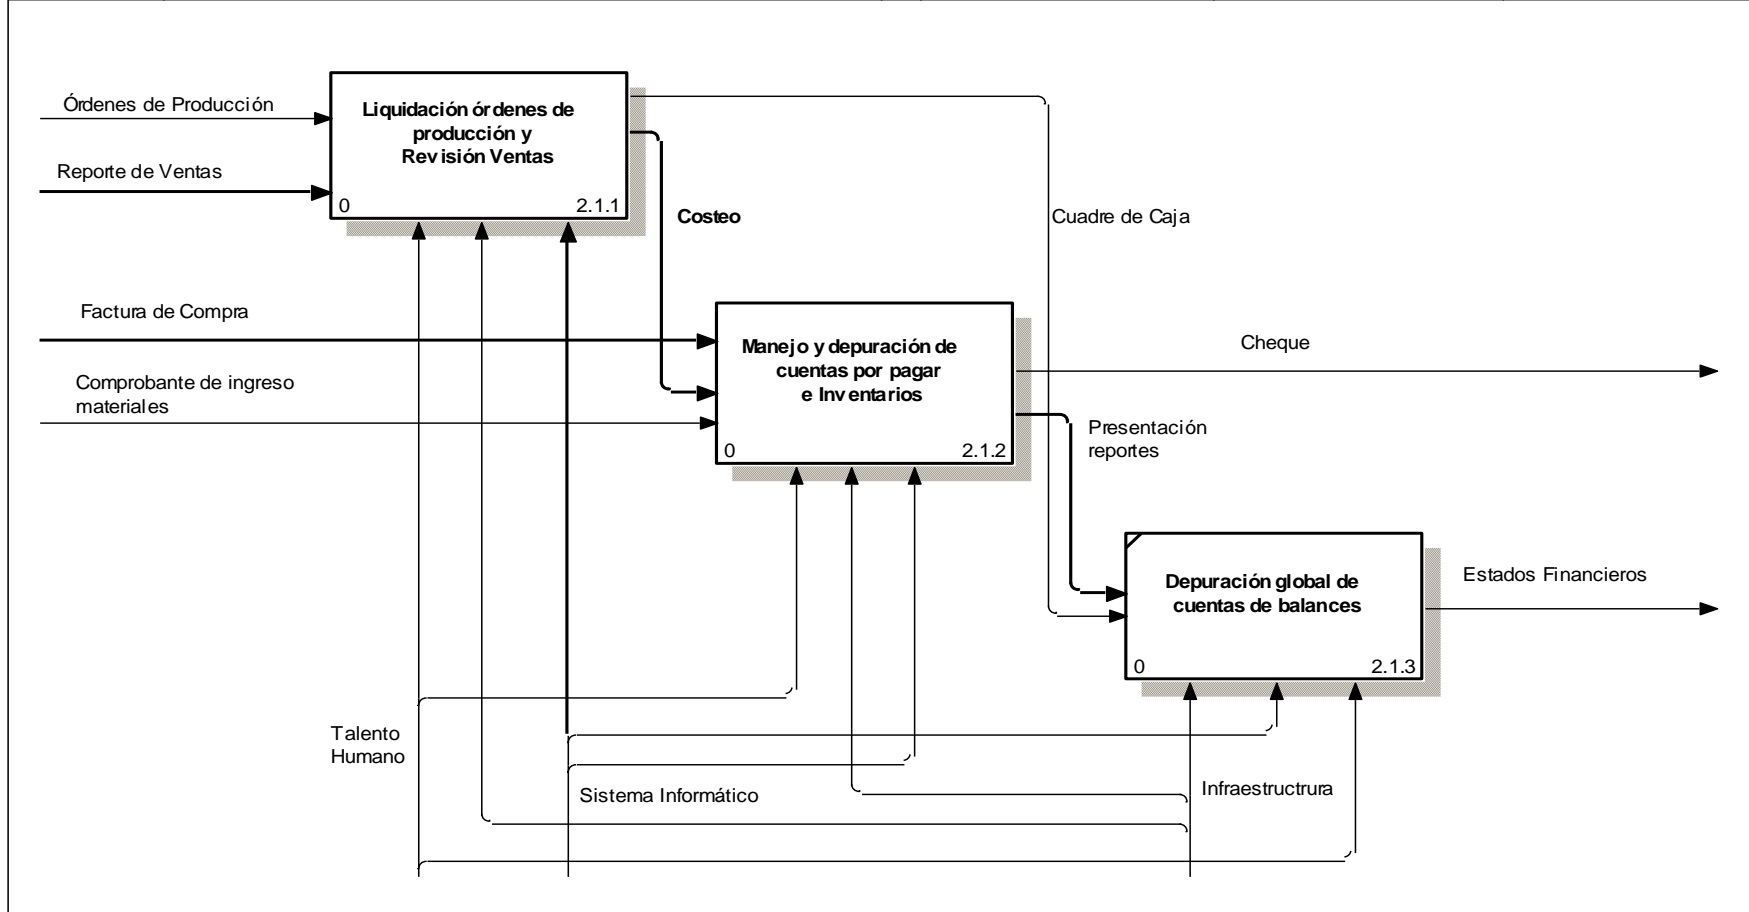 Órdenes de Producción
Reporte de Ventas
Liquidación órdenes de
producción y
Revisión Ventas
0
2.1.1
Costeo
Cuadre de Caja
Factura de Compra
Comprobante de ingreso
materiales
Manejo y depuración de
cuentas por pagar
e Inventarios
0
2.1.2
Cheque
Presentación
reportes
Depuración global de
cuentas de balances
0
2.1.3
Estados Financieros
Talento
Humano
Sistema Informático
Infraestructrura